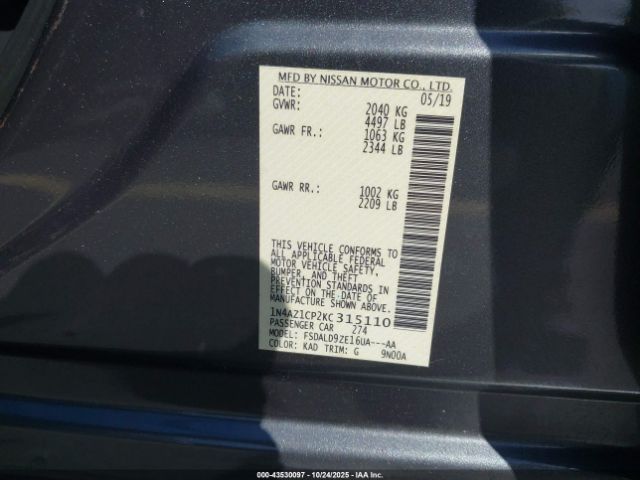 MFD BY NISSAN MOTOR CO., LTD.
DATE: 05/19
GVWR: 2040 KG
4497 LB
GAWR FR.: 1063 KG
2344 LB
GAWR RR.: 1002 KG
2209 LB
THIS VEHICLE CONFORMS TO
ALL APPLICABLE FEDERAL
MOTOR VEHICLE SAFETY,
BUMPER, AND THEFT
PREVENTION STANDARDS IN
EFFECT ON THE DATE OF
MANUFACTURE SHOWN ABOVE.
1N4AZ1CP2KC315110
PASSENGER CAR 274
MODEL: FSDALD9ZE16UA---AA
COLOR: KAD TRIM: G 9N00A
000-43530097 - 10/24/2025 - IAAI.com